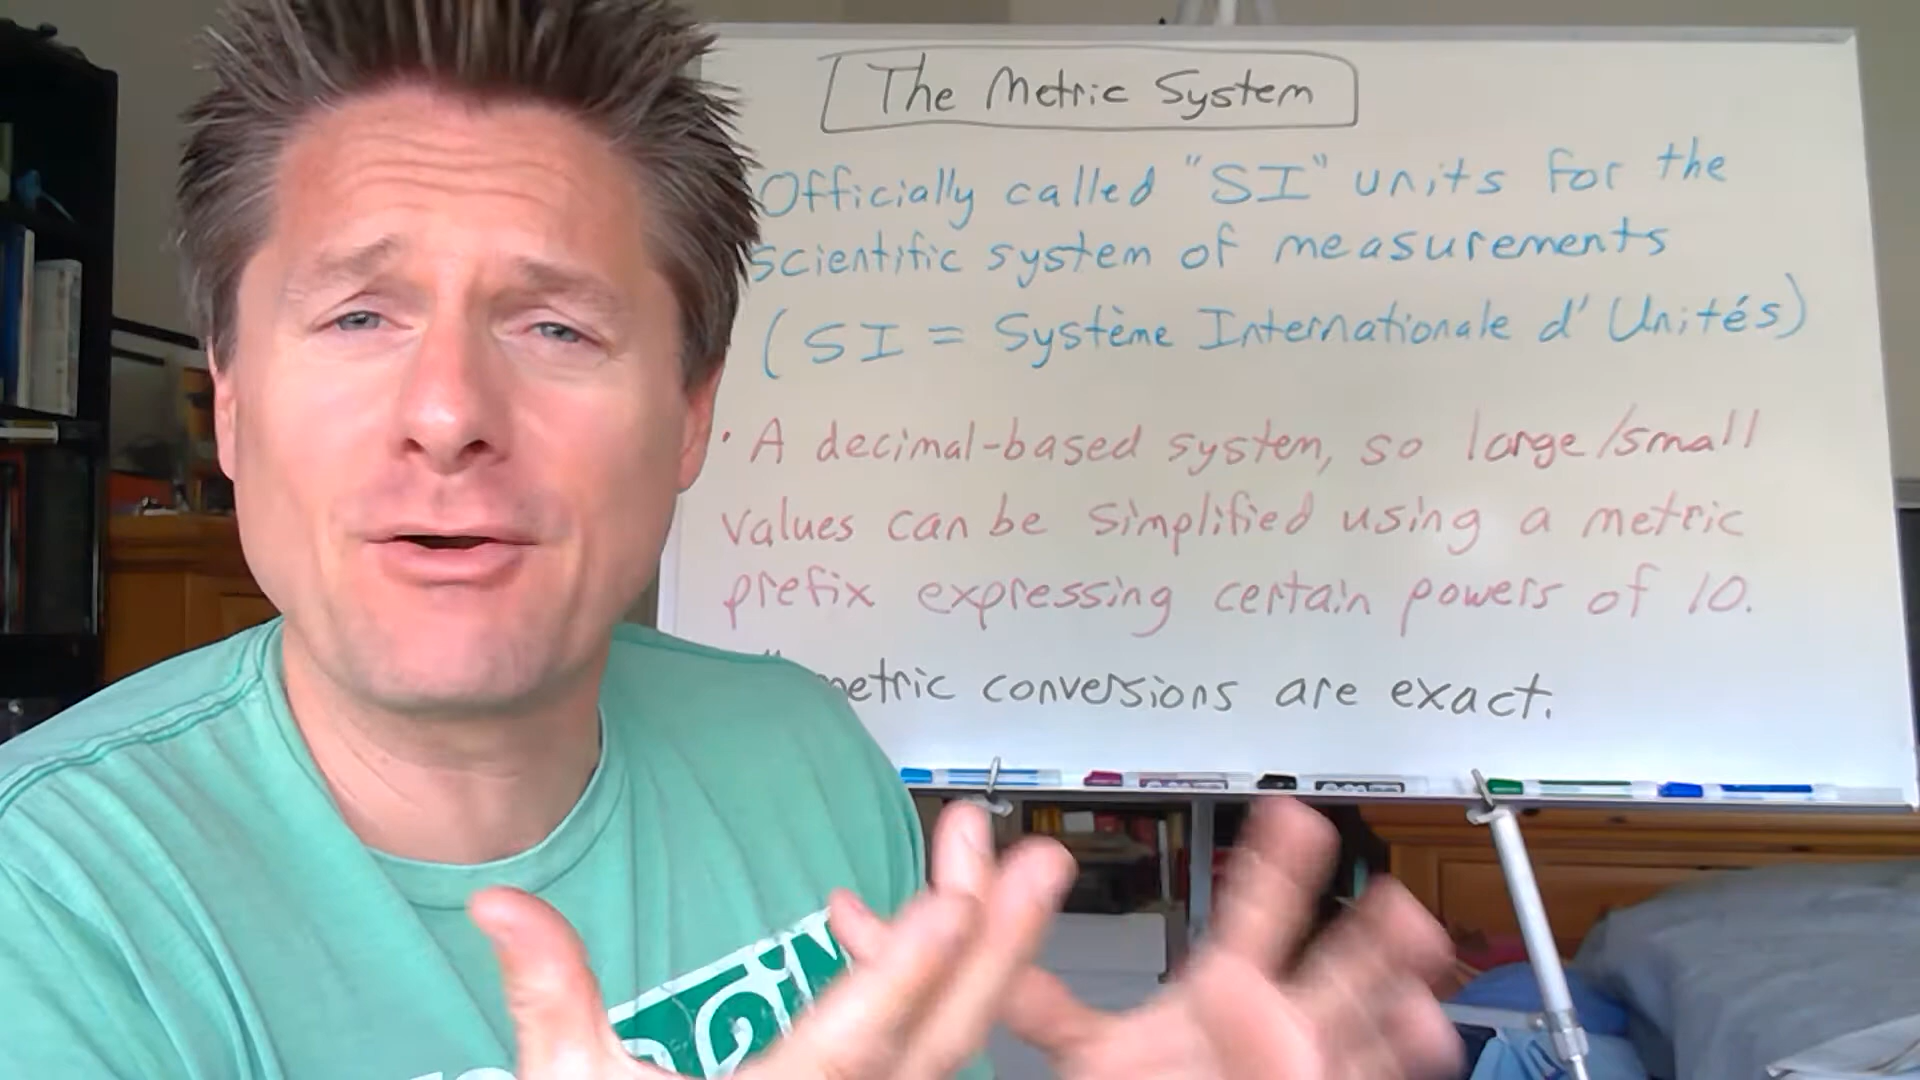 The Metric System
Officially called "SI" units for the
scientific system of measurements
(SI = Système Internationale d'Unités)
• A decimal-based system, so large/small
values can be simplified using a metric
prefix expressing certain powers of 10.
metric conversions are exact.